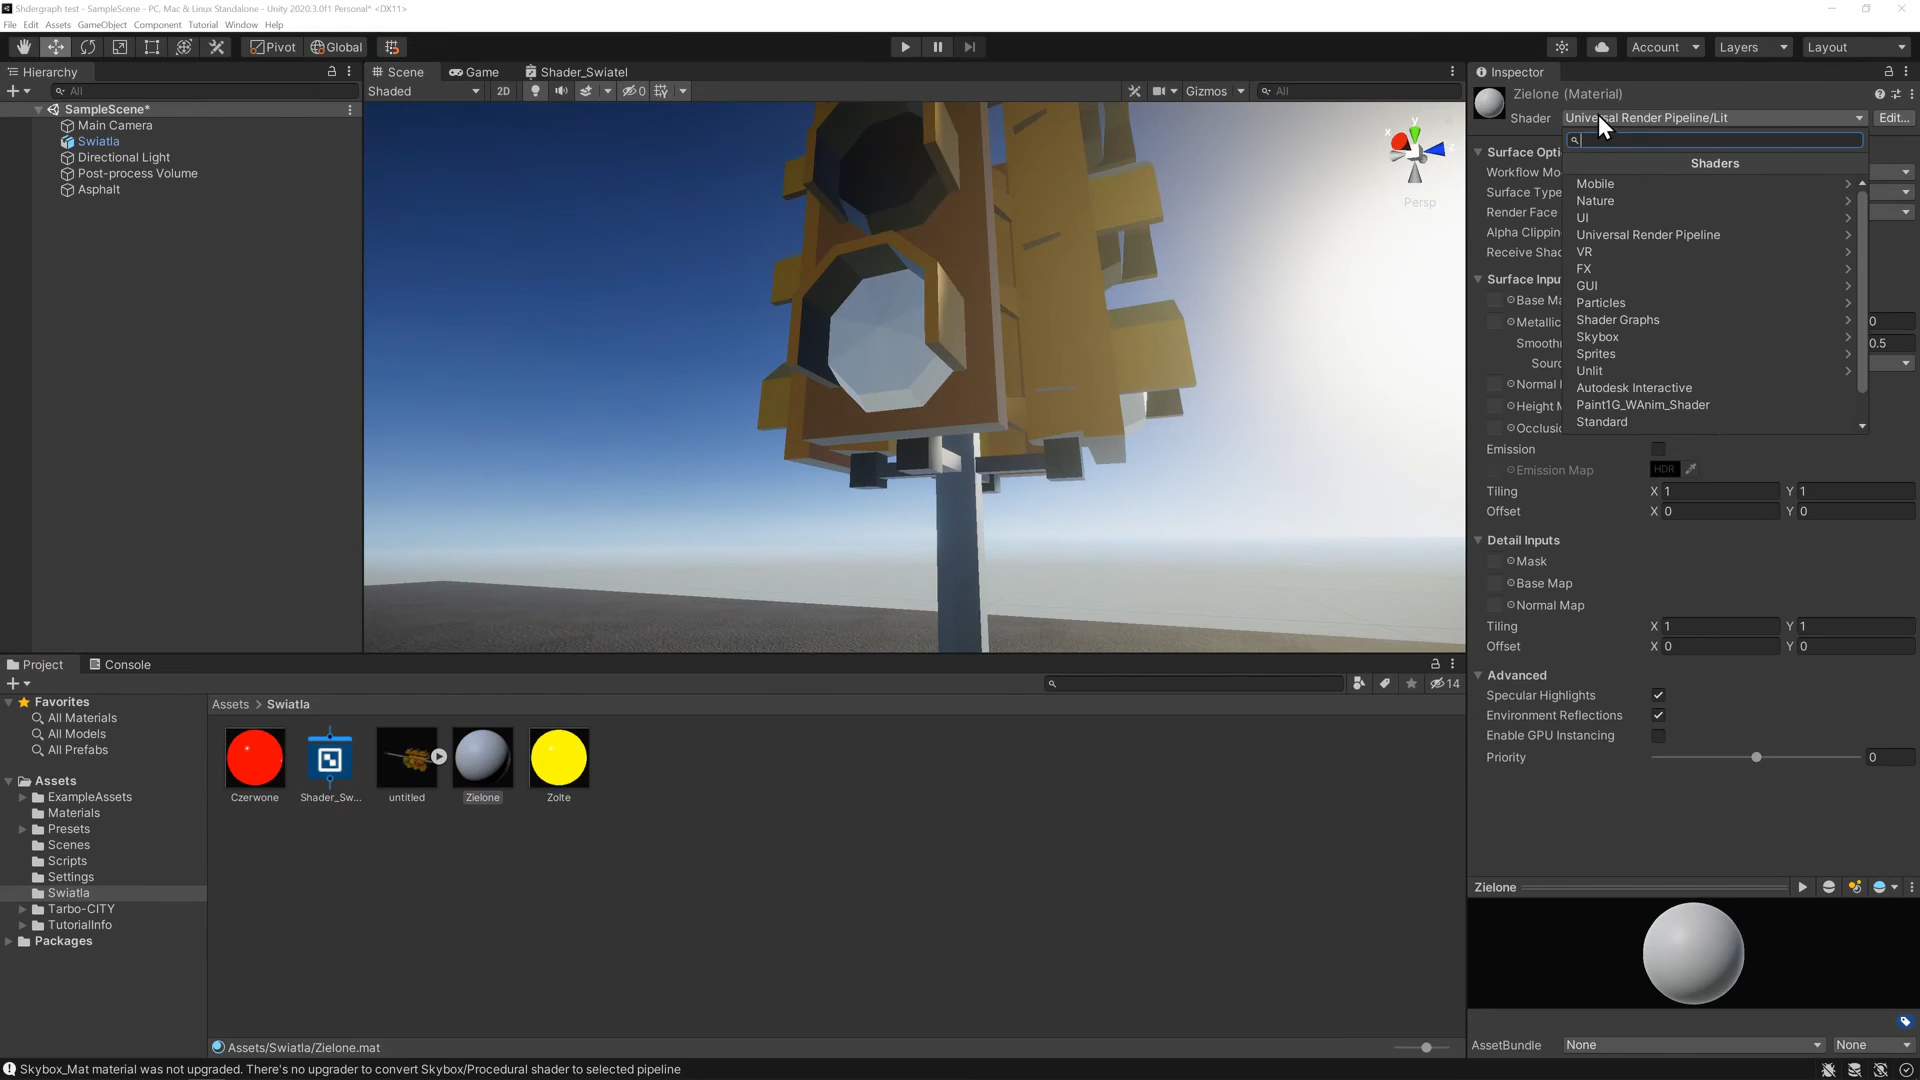 Shdergraph test - SampleScene - PC, Mac & Linux Standalone - Unity 2020.3.0f1 Personal* <DX11>
File Edit Assets GameObject Component Tutorial Window Help
Pivot Global Account Layers Layout
Hierarchy
All
SampleScene*
Main Camera
Swiatla
Directional Light
Post-process Volume
Asphalt
Scene Game Shader_Swiatel
Shaded 2D 0 Gizmos All
y
x z
Persp
Inspector
Zielone (Material)
Shader Universal Render Pipeline/Lit Edit...
Shaders
Mobile
Nature
UI
Universal Render Pipeline
VR
FX
GUI
Particles
Shader Graphs
Skybox
Sprites
Unlit
Autodesk Interactive
Paint1G_WAnim_Shader
Standard
Surface Opti
Workflow Mo
Surface Type
Render Face
Alpha Clippin
Receive Shac
Surface Inpu
Base Ma
Metallic 0
Smooth 0.5
Sourc
Normal
Height M
Occlusi
Emission
Emission Map HDR
Tiling X 1 Y 1
Offset X 0 Y 0
Detail Inputs
Mask
Base Map
Normal Map
Tiling X 1 Y 1
Offset X 0 Y 0
Advanced
Specular Highlights
Environment Reflections
Enable GPU Instancing
Priority 0
Zielone
AssetBundle None None
Project Console
14
Favorites
All Materials
All Models
All Prefabs
Assets
ExampleAssets
Materials
Presets
Scenes
Scripts
Settings
Swiatla
Tarbo-CITY
TutorialInfo
Packages
Assets > Swiatla
Czerwone Shader_Sw... untitled Zielone Zolte
Assets/Swiatla/Zielone.mat
Skybox_Mat material was not upgraded. There's no upgrader to convert Skybox/Procedural shader to selected pipeline